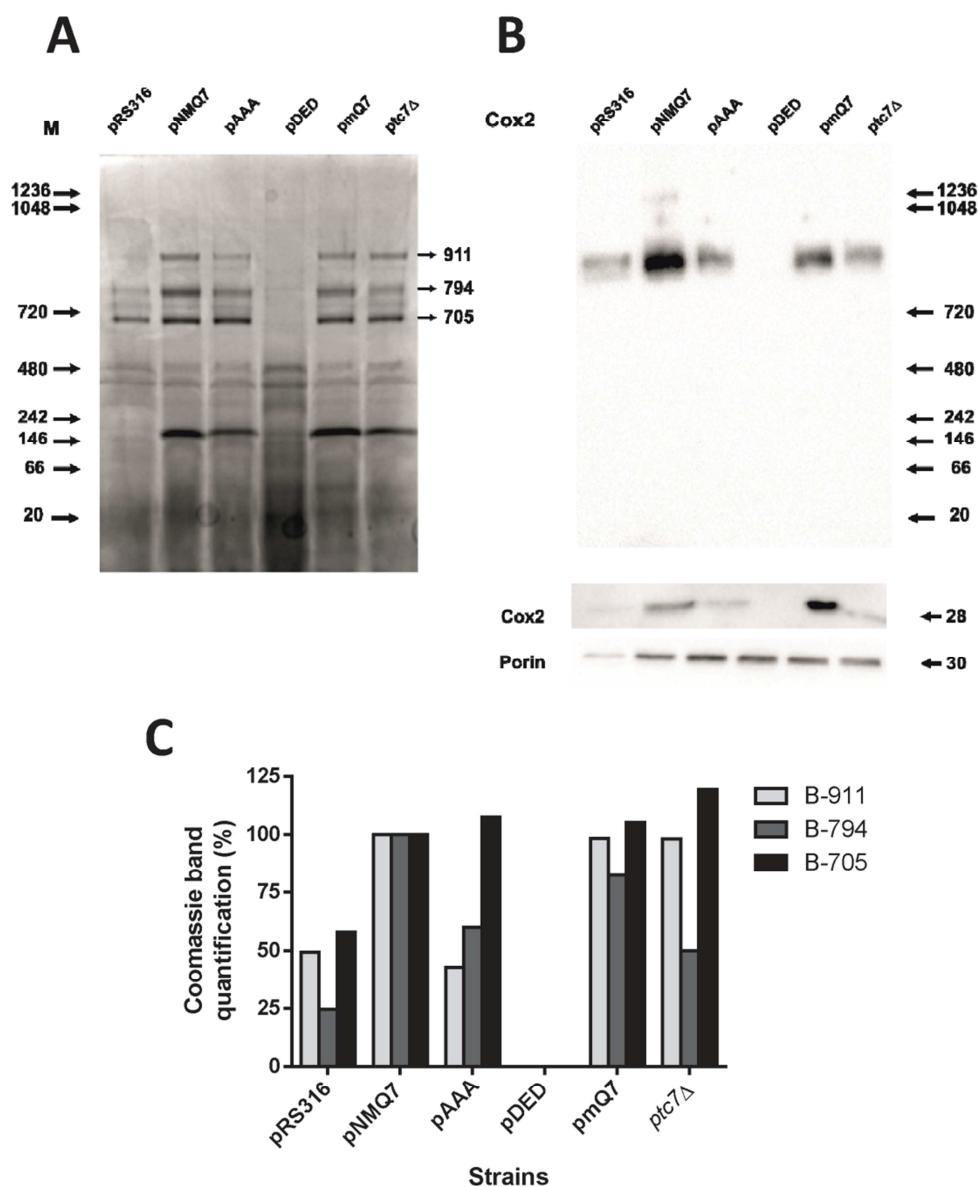 A
M
pRS316 pNMQ7 pAAA pDED pmQ7 ptc7Δ
1236
1048
720
480
242
146
66
20
911
794
705
B
Cox2
pRS316 pNMQ7 pAAA pDED pmQ7 ptc7Δ
1236
1048
720
480
242
146
66
20
Cox2
28
Porin
30
C
Coomassie band
quantification (%)
125
100
75
50
25
0
pRS316 pNMQ7 pAAA pDED pmQ7 ptc7Δ
Strains
B-911
B-794
B-705